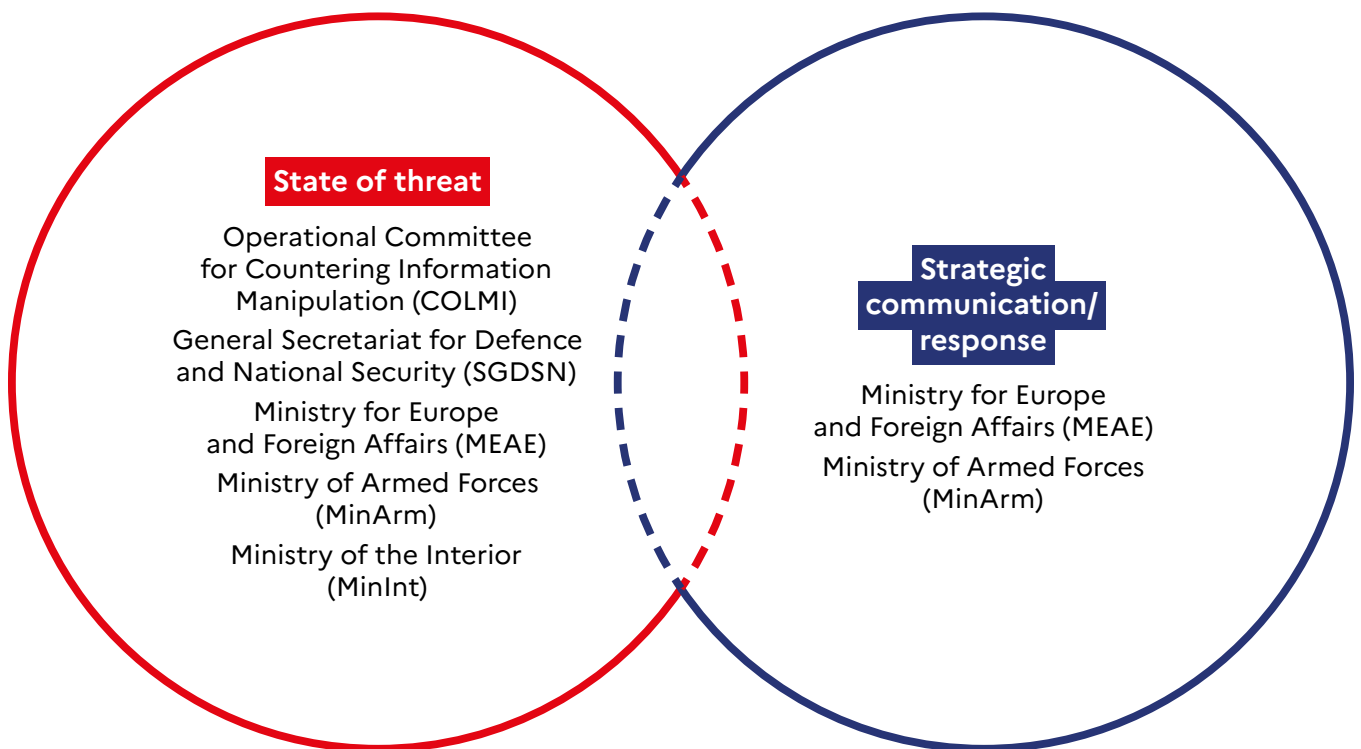 State of threat
Operational Committee
for Countering Information
Manipulation (COLMI)
General Secretariat for Defence
and National Security (SGDSN)
Ministry for Europe
and Foreign Affairs (MEAE)
Ministry of Armed Forces
(MinArm)
Ministry of the Interior
(MinInt)
Strategic
communication/
response
Ministry for Europe
and Foreign Affairs (MEAE)
Ministry of Armed Forces
(MinArm)